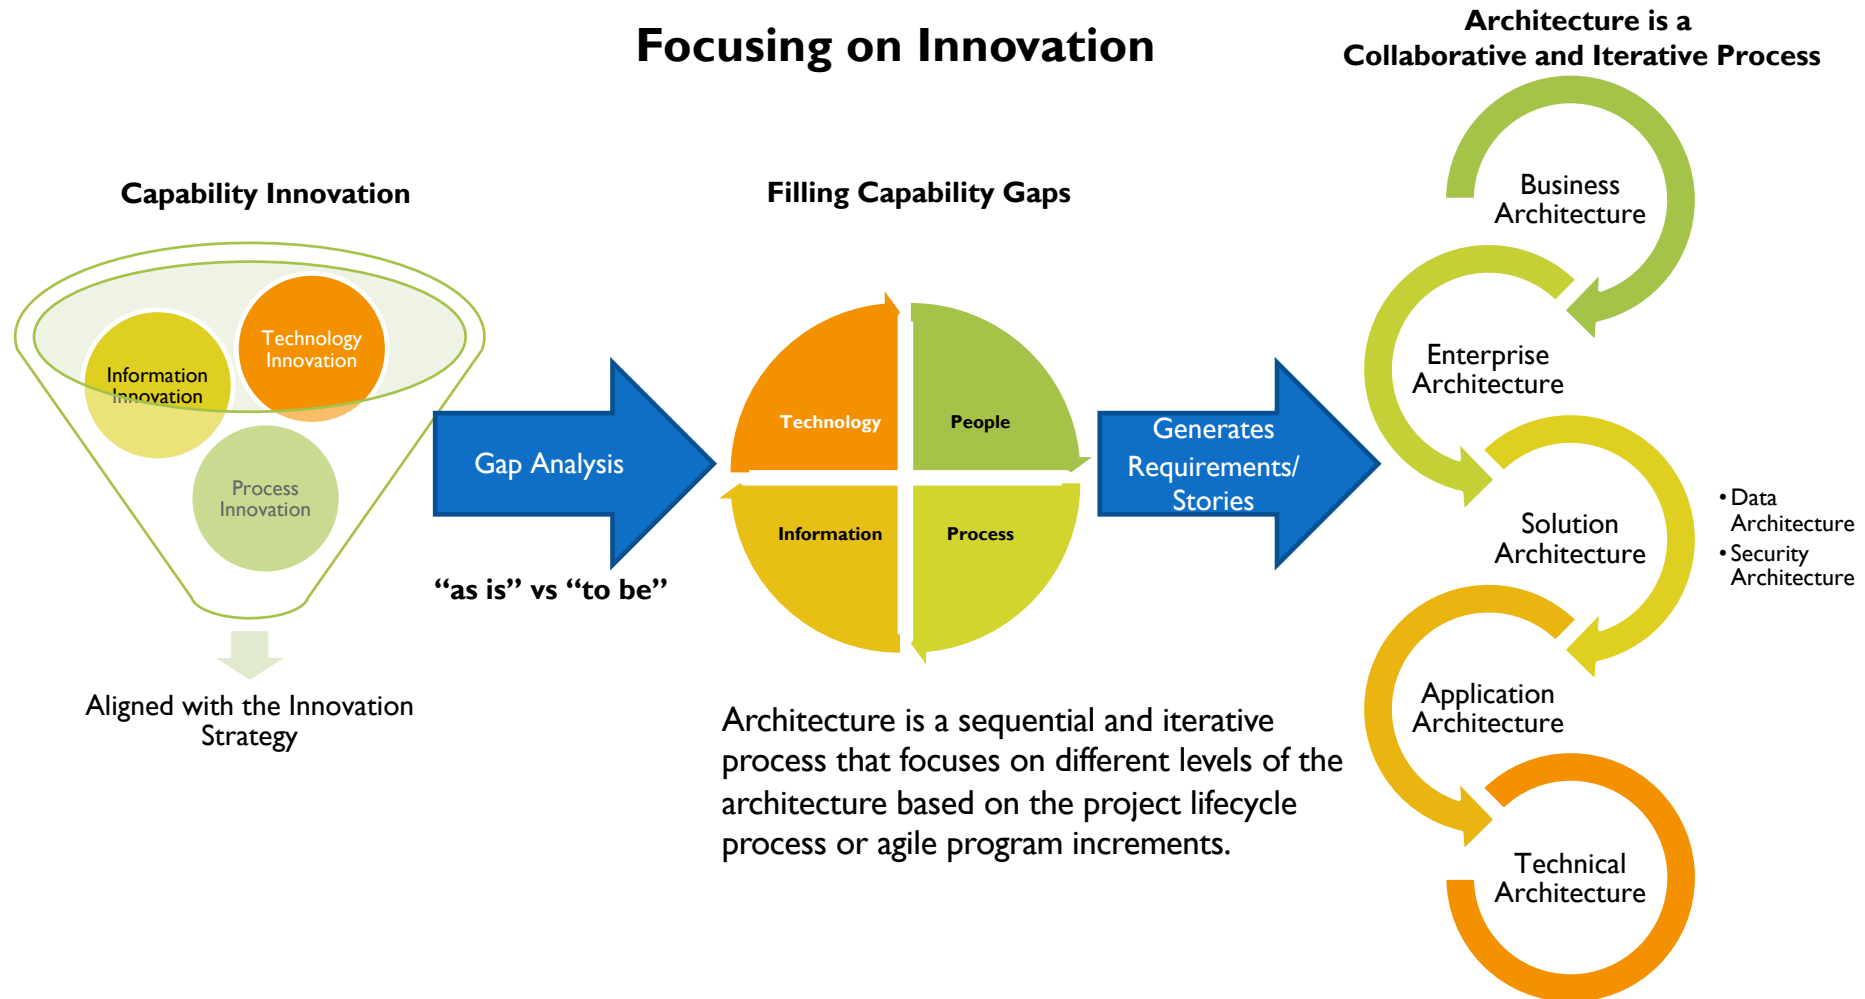 Focusing on Innovation
Capability Innovation
Technology
Innovation
Information
Innovation
Process
Innovation
Aligned with the Innovation
Strategy
Gap Analysis
“as is” vs “to be”
Filling Capability Gaps
Technology
People
Information
Process
Architecture is a sequential and iterative
process that focuses on different levels of the
architecture based on the project lifecycle
process or agile program increments.
Generates
Requirements/
Stories
Architecture is a
Collaborative and Iterative Process
Business
Architecture
Enterprise
Architecture
Solution
Architecture
• Data
Architecture
• Security
Architecture
Application
Architecture
Technical
Architecture